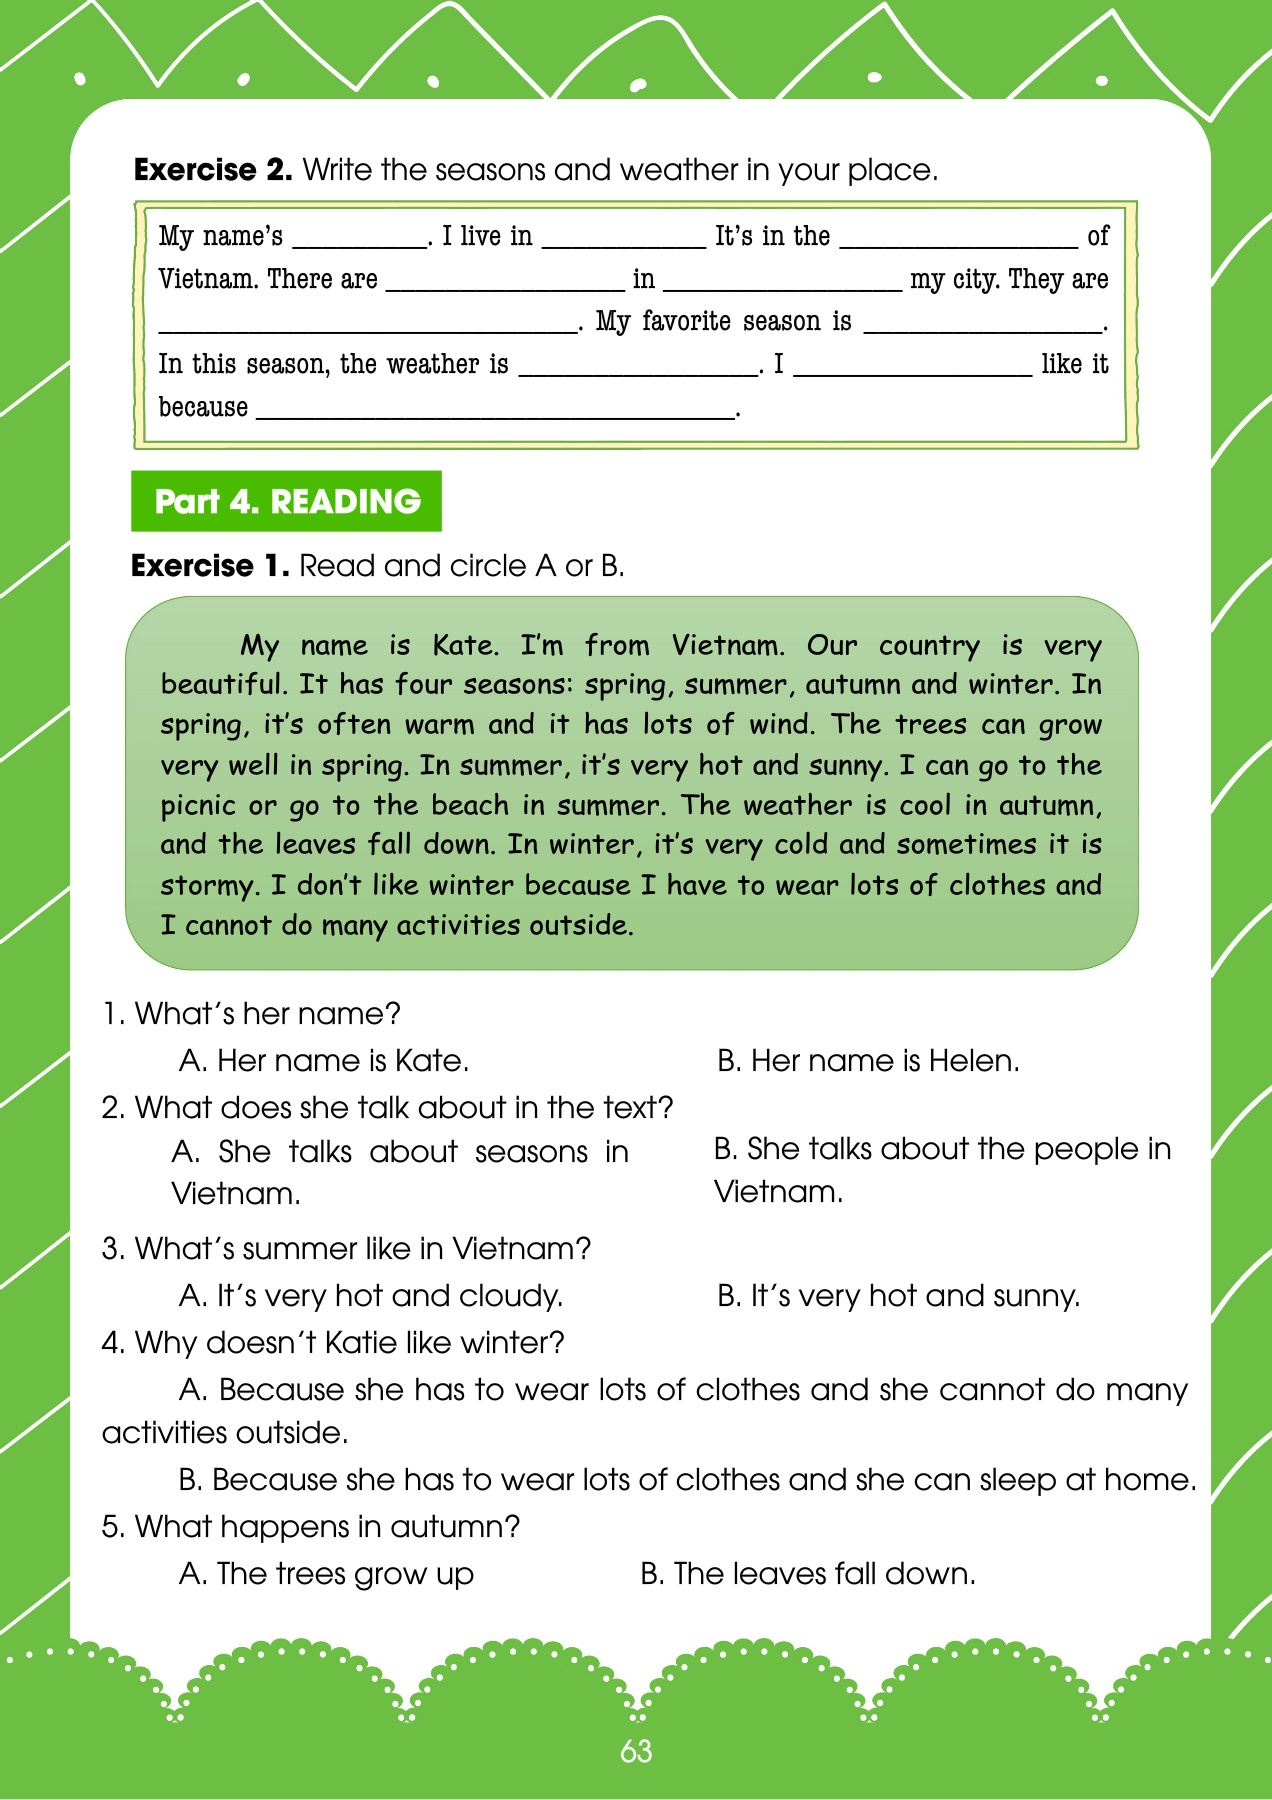 Exercise 2. Write the seasons and weather in your place.
My name's _________. I live in ___________ It's in the ________________ of
Vietnam. There are ________________ in ________________ my city. They are
____________________________. My favorite season is ________________.
In this season, the weather is ________________. I ________________ like it
because ________________________________.
Part 4. READING
Exercise 1. Read and circle A or B.
My name is Kate. I'm from Vietnam. Our country is very
beautiful. It has four seasons: spring, summer, autumn and winter. In
spring, it's often warm and it has lots of wind. The trees can grow
very well in spring. In summer, it's very hot and sunny. I can go to the
picnic or go to the beach in summer. The weather is cool in autumn,
and the leaves fall down. In winter, it's very cold and sometimes it is
stormy. I don't like winter because I have to wear lots of clothes and
I cannot do many activities outside.
1. What's her name?
A. Her name is Kate. B. Her name is Helen.
2. What does she talk about in the text?
A. She talks about seasons in
Vietnam.
B. She talks about the people in
Vietnam.
3. What's summer like in Vietnam?
A. It's very hot and cloudy. B. It's very hot and sunny.
4. Why doesn't Katie like winter?
A. Because she has to wear lots of clothes and she cannot do many
activities outside.
B. Because she has to wear lots of clothes and she can sleep at home.
5. What happens in autumn?
A. The trees grow up B. The leaves fall down.
63